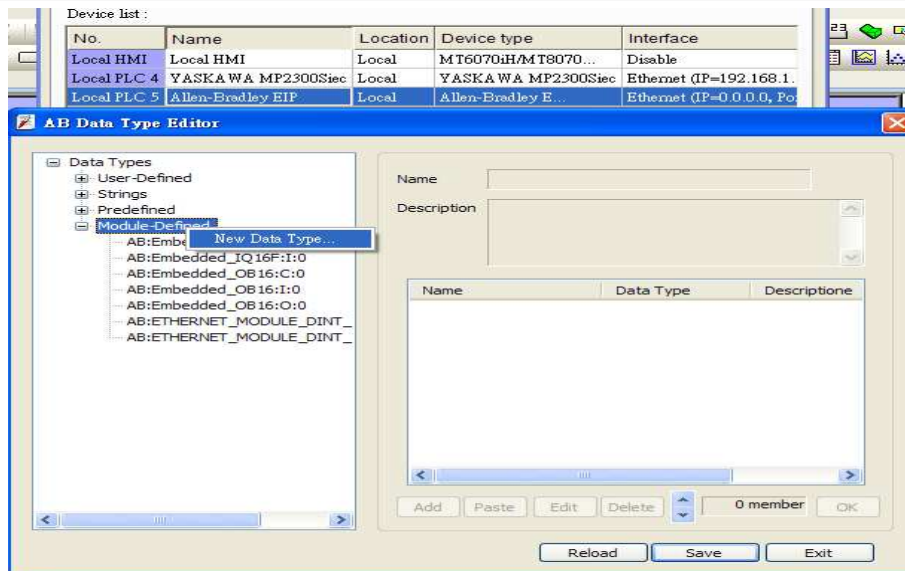 Device list :
No. Name Location Device type Interface
Local HMI Local HMI Local MT6070iH/MT8070... Disable
Local PLC 4 YASKAWA MP2300Siec Local YASKAWA MP2300Siec Ethernet (IP=192.168.1.
Local PLC 5 Allen-Bradley EIP Local Allen-Bradley E... Ethernet (IP=0.0.0.0, Po
AB Data Type Editor
Data Types
User-Defined
Strings
Predefined
Module-Defined
New Data Type...
AB:Embe
AB:Embedded_IQ16F:I:0
AB:Embedded_OB16:C:0
AB:Embedded_OB16:I:0
AB:Embedded_OB16:O:0
AB:ETHERNET_MODULE_DINT_
AB:ETHERNET_MODULE_DINT_
Name
Description
Name Data Type Descriptione
Add Paste Edit Delete 0 member OK
Reload Save Exit